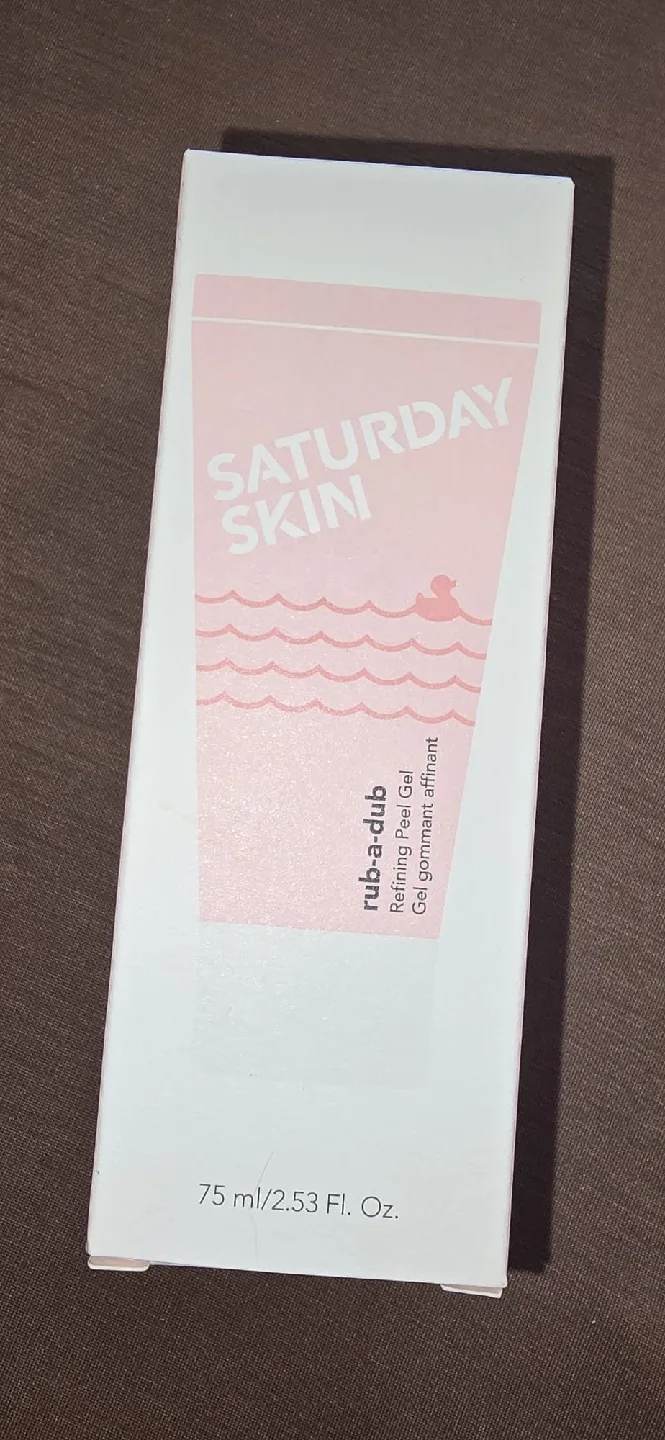 SATURDAY
SKIN
rub-a-dub
Refining Peel Gel
Gel gommant affinant
75 ml/2.53 Fl. Oz.